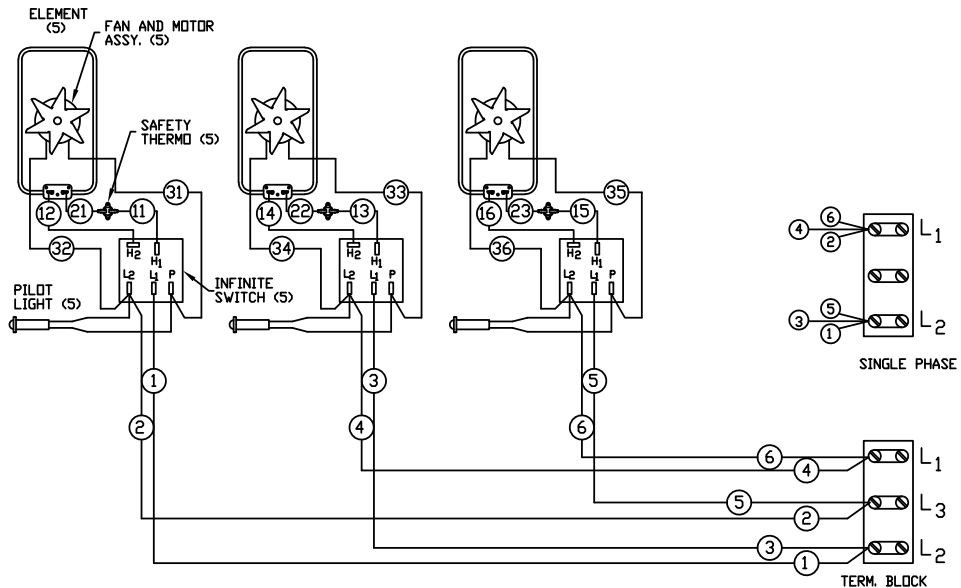 ELEMENT
(5)
FAN AND MOTOR
ASSY. (5)
SAFETY
THERMO (5)
31
33
35
12
21
11
14
22
13
16
23
15
32
34
36
H2
H1
L2
L1
P
H2
H1
L2
L1
P
H2
H1
L2
L1
P
INFINITE
SWITCH (5)
PILOT
LIGHT (5)
6
4
2
L1
5
3
1
L2
SINGLE PHASE
1
3
5
2
4
6
6
4
L1
5
2
L3
3
1
L2
TERM. BLOCK